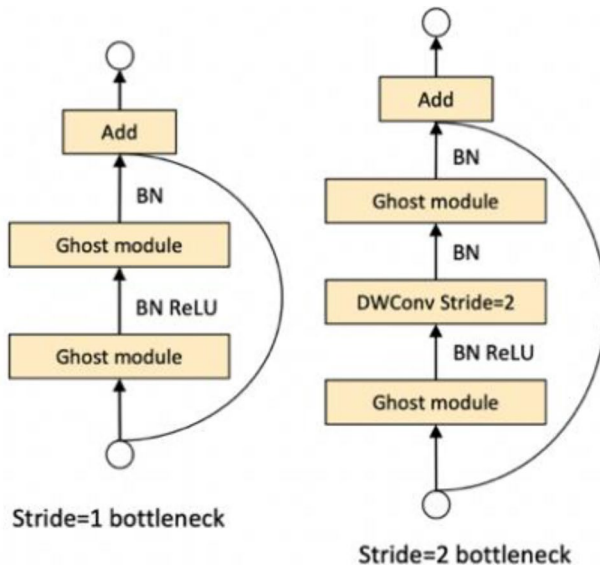 Add
BN
Ghost module
BN ReLU
Ghost module
Stride=1 bottleneck
Add
BN
Ghost module
BN
DWConv Stride=2
BN ReLU
Ghost module
Stride=2 bottleneck